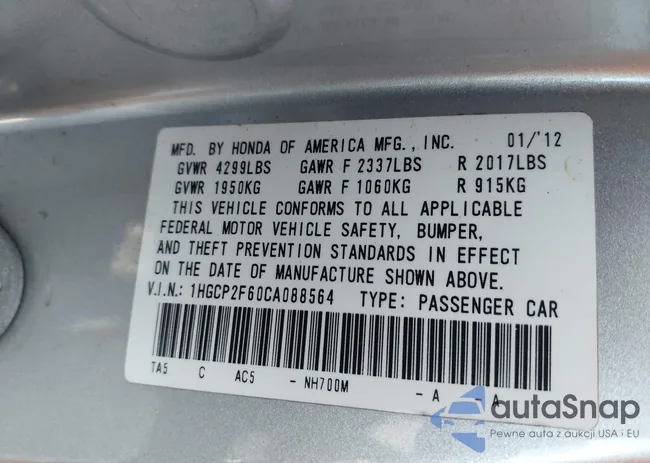 MFD. BY HONDA OF AMERICA MFG., INC. 01/'12
GVWR 4299LBS GAWR F 2337LBS R 2017LBS
GVWR 1950KG GAWR F 1060KG R 915KG
THIS VEHICLE CONFORMS TO ALL APPLICABLE
FEDERAL MOTOR VEHICLE SAFETY, BUMPER,
AND THEFT PREVENTION STANDARDS IN EFFECT
ON THE DATE OF MANUFACTURE SHOWN ABOVE.
V.I.N.: 1HGCP2F60CA088564 TYPE: PASSENGER CAR
TA5 C AC5 - NH700M - A - A
autaSnap
Pewne auta z aukcji USA i EU